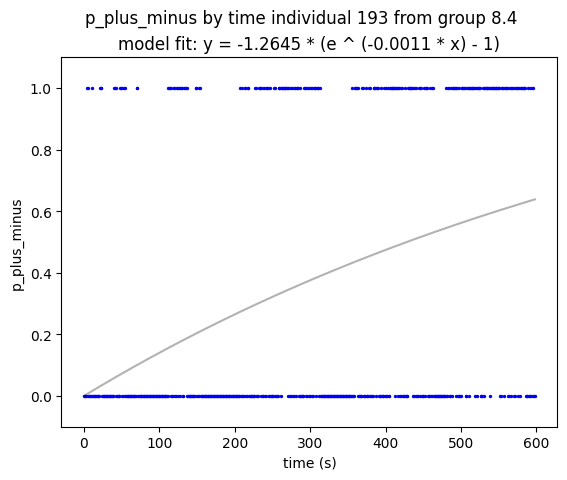 p_plus_minus by time individual 193 from group 8.4
model fit: y = -1.2645 * (e ^ (-0.0011 * x) - 1)
1.0
0.8
0.6
0.4
0.2
0.0
p_plus_minus
0 100 200 300 400 500 600
time (s)